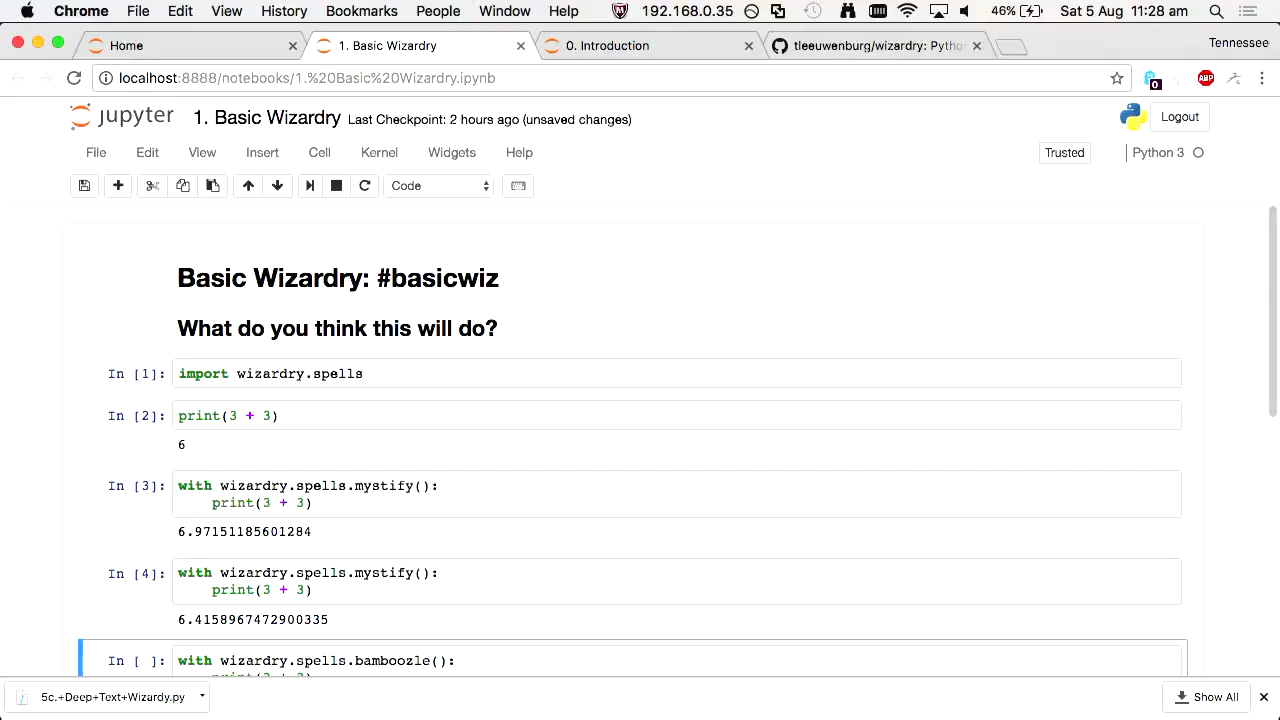 Chrome File Edit View History Bookmarks People Window Help 192.168.0.35 46% Sat 5 Aug 11:28 am
Home 1. Basic Wizardry 0. Introduction tleeuwenburg/wizardry: Pytho Tennessee
localhost:8888/notebooks/1.%20Basic%20Wizardry.ipynb 0 ABP
jupyter 1. Basic Wizardry Last Checkpoint: 2 hours ago (unsaved changes) Logout
File Edit View Insert Cell Kernel Widgets Help Trusted Python 3
Code
Basic Wizardry: #basicwiz
What do you think this will do?
In [1]: import wizardry.spells
In [2]: print(3 + 3)
6
In [3]: with wizardry.spells.mystify():
print(3 + 3)
6.97151185601284
In [4]: with wizardry.spells.mystify():
print(3 + 3)
6.4158967472900335
In [ ]: with wizardry.spells.bamboozle():
5c.+Deep+Text+Wizardy.py Show All